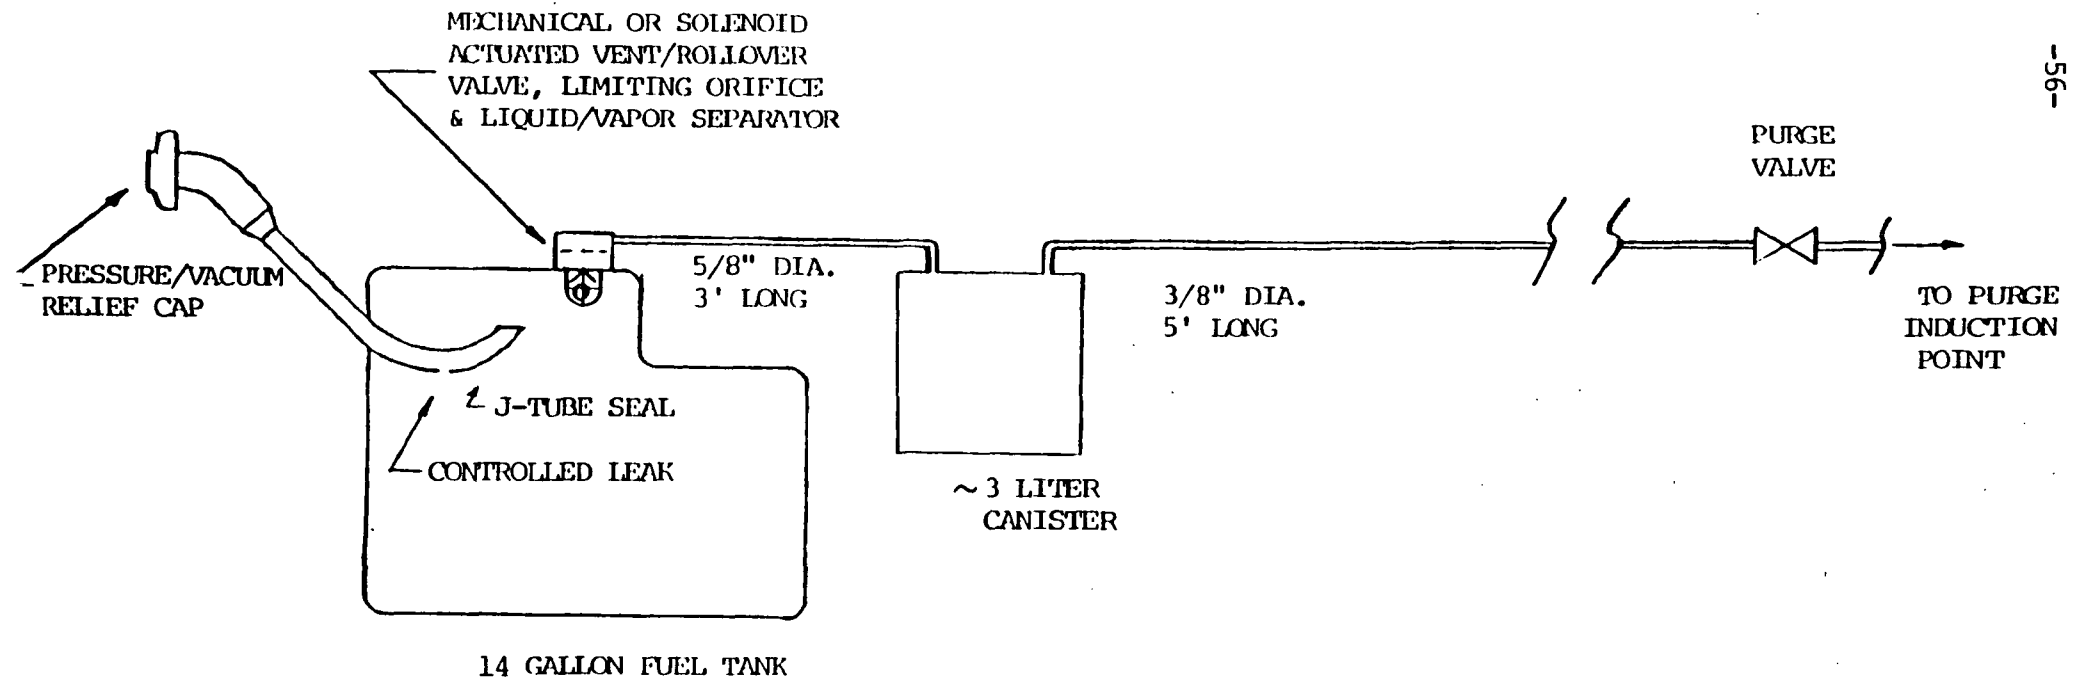 MECHANICAL OR SOLENOID
ACTUATED VENT/ROLLOVER
VALVE, LIMITING ORIFICE
& LIQUID/VAPOR SEPARATOR
-56-
PURGE
VALVE
PRESSURE/VACUUM
RELIEF CAP
5/8" DIA.
3' LONG
3/8" DIA.
5' LONG
TO PURGE
INDUCTION
POINT
J-TUBE SEAL
CONTROLLED LEAK
~ 3 LITER
CANISTER
14 GALLON FUEL TANK